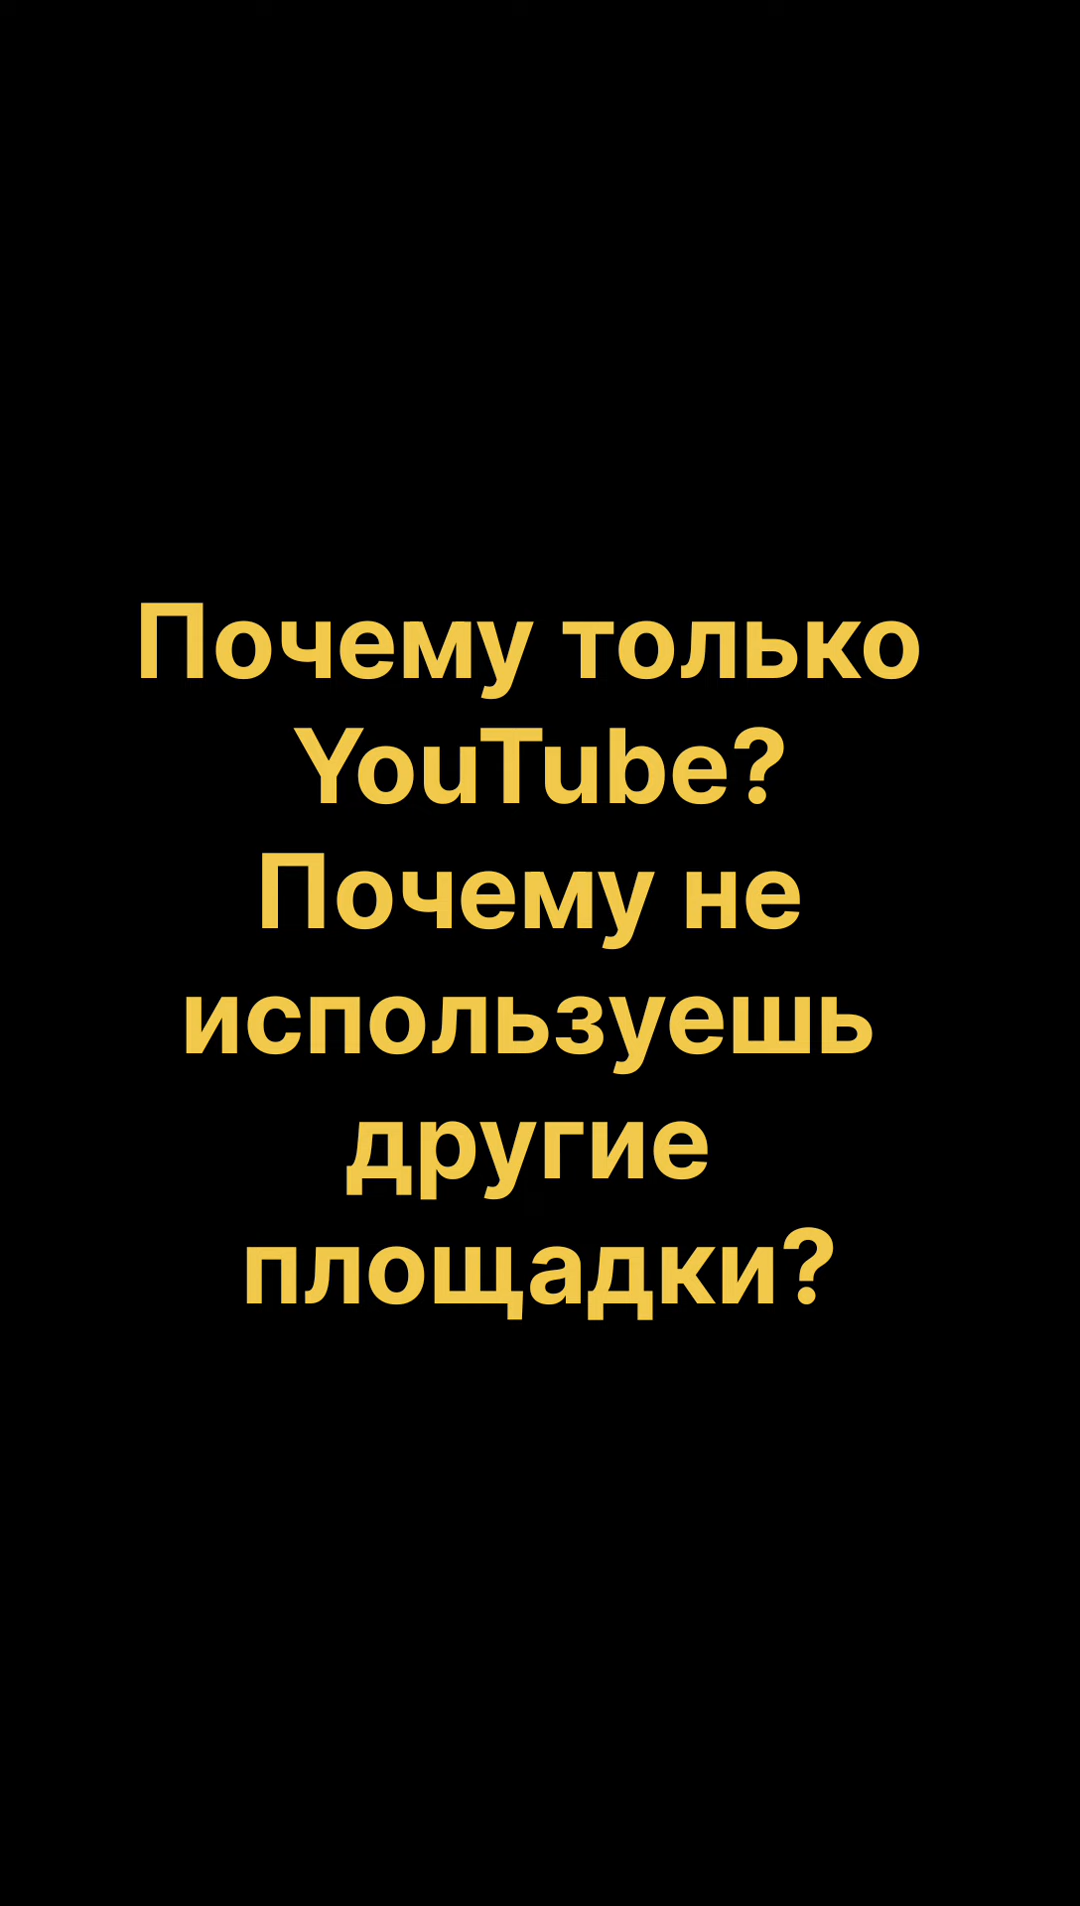 Почему только
YouTube?
Почему не
используешь
другие
площадки?